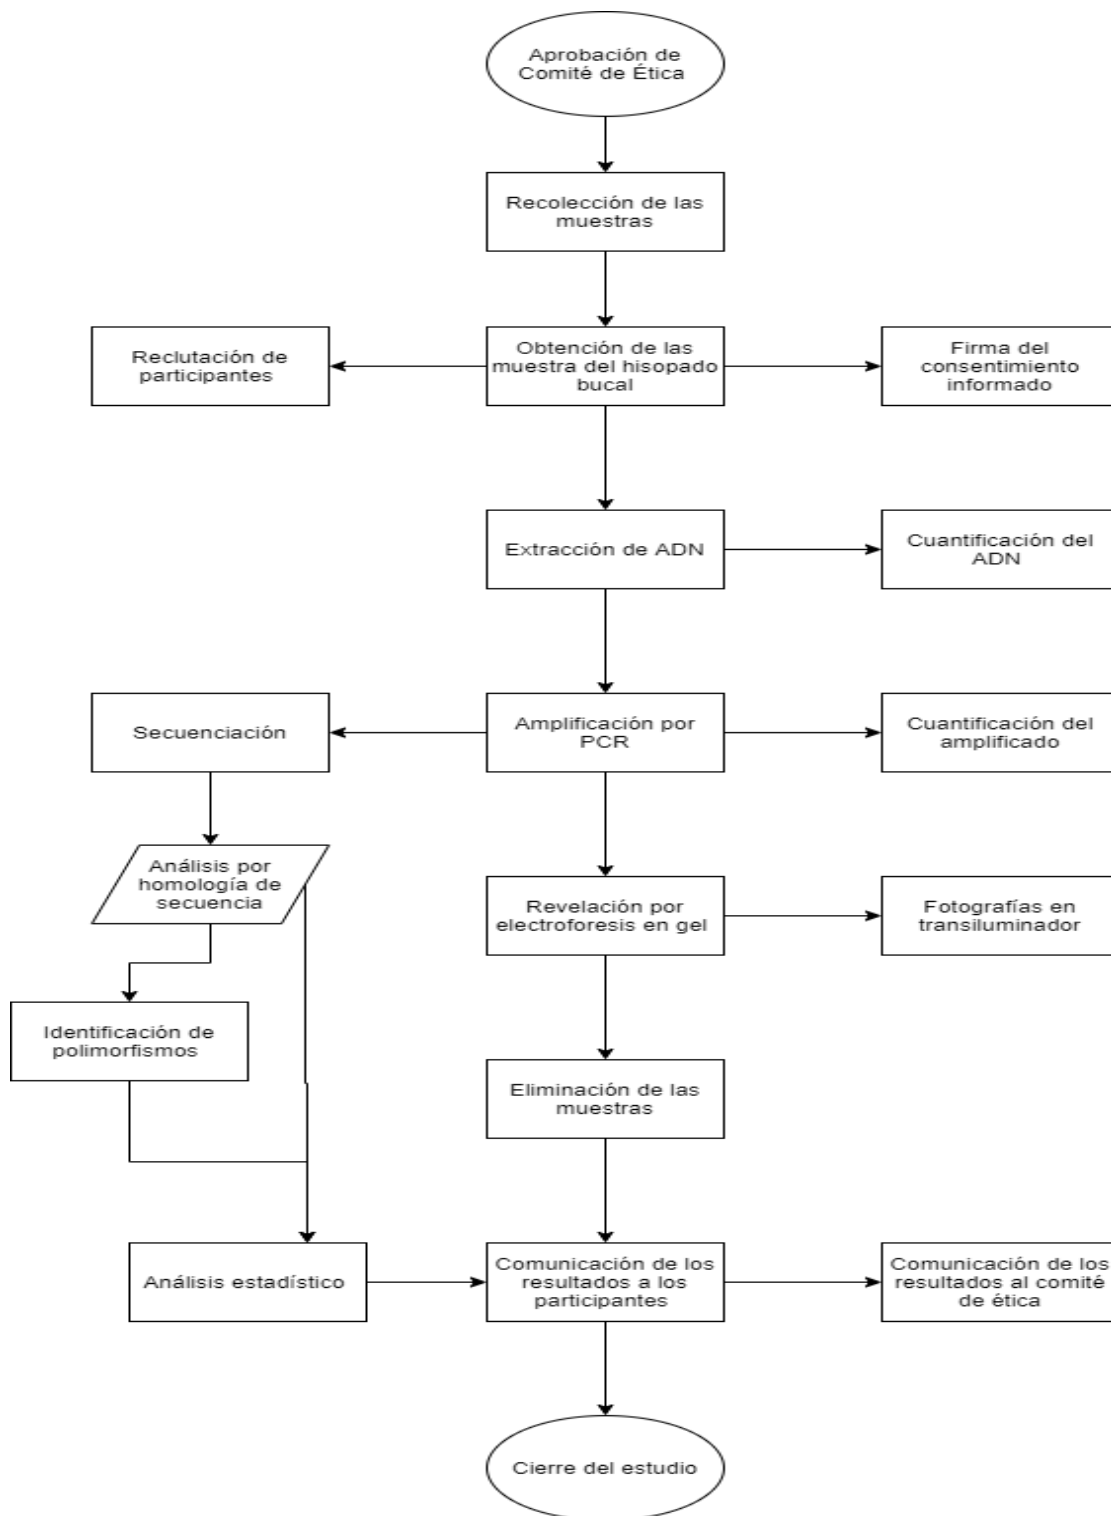 Aprobación de
Comité de Ética
Recolección de las
muestras
Reclutación de
participantes
Obtención de las
muestra del hisopado
bucal
Firma del
consentimiento
informado
Extracción de ADN
Cuantificación del
ADN
Secuenciación
Amplificación por
PCR
Cuantificación del
amplificado
Análisis por
homología de
secuencia
Revelación por
electroforesis en gel
Fotografías en
transiluminador
Identificación de
polimorfismos
Eliminación de las
muestras
Análisis estadístico
Comunicación de los
resultados a los
participantes
Comunicación de los
resultados al comité
de ética
Cierre del estudio